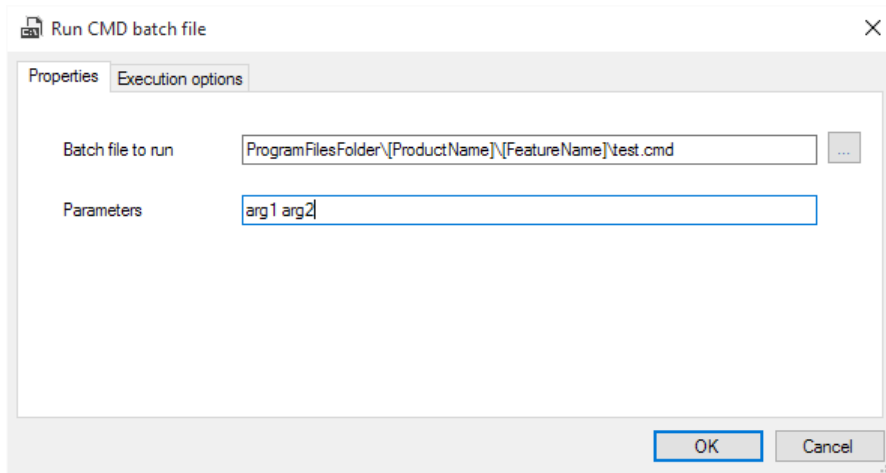 Run CMD batch file
Properties Execution options
Batch file to run ProgramFilesFolder\[ProductName]\[FeatureName]\test.cmd ...
Parameters arg1 arg2
OK Cancel